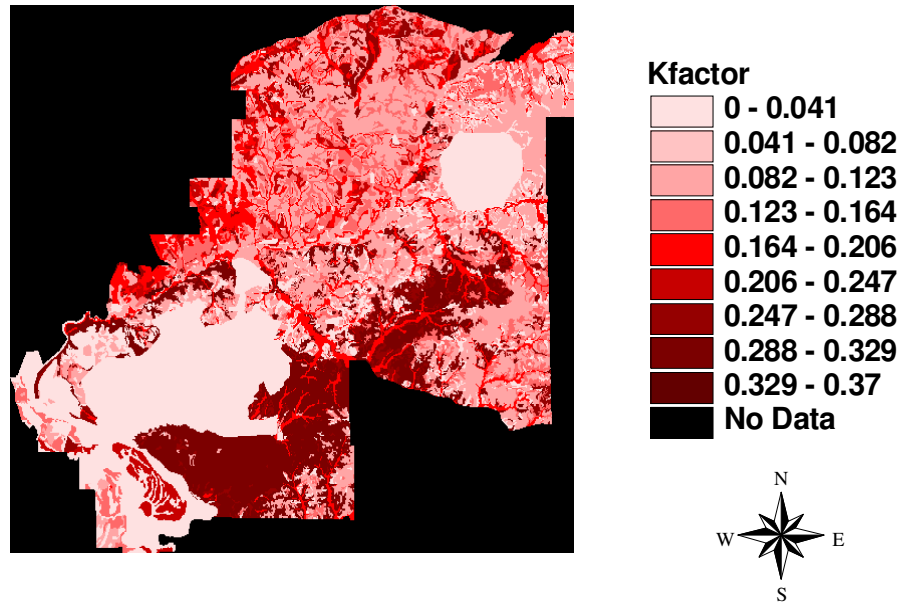 Kfactor
0 - 0.041
0.041 - 0.082
0.082 - 0.123
0.123 - 0.164
0.164 - 0.206
0.206 - 0.247
0.247 - 0.288
0.288 - 0.329
0.329 - 0.37
No Data
N
W E
S